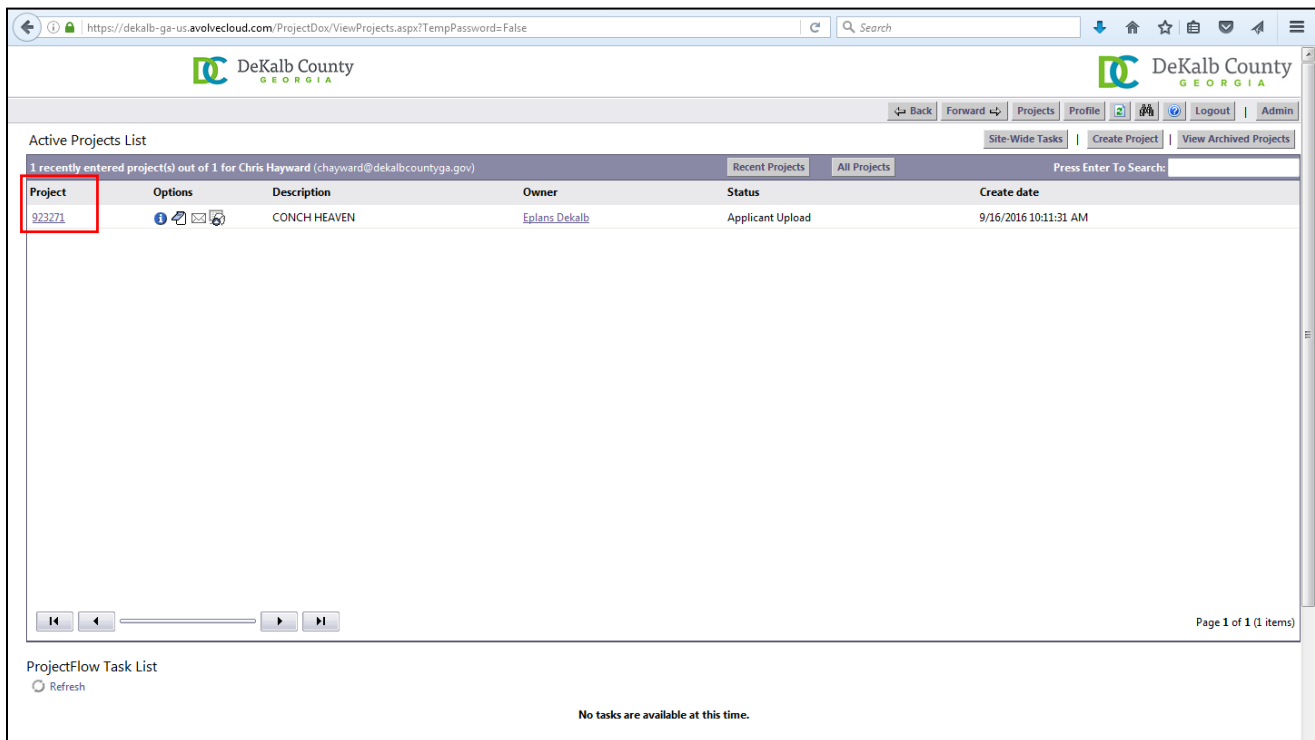 https://dekalb-ga-us.avolvecloud.com/ProjectDox/ViewProjects.aspx?TempPassword=False Search
DeKalb County DeKalb County
GEORGIA GEORGIA
Back Forward Projects Profile Logout | Admin
Active Projects List Site-Wide Tasks | Create Project | View Archived Projects
1 recently entered project(s) out of 1 for Chris Hayward (chayward@dekalbcountyga.gov) Recent Projects All Projects Press Enter To Search:
Project Options Description Owner Status Create date
923271 CONCH HEAVEN Eplans Dekalb Applicant Upload 9/16/2016 10:11:31 AM
Page 1 of 1 (1 items)
ProjectFlow Task List
Refresh
No tasks are available at this time.